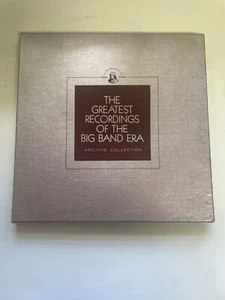 THE
GREATEST
RECORDINGS
OF THE
BIG BAND ERA
ARCHIVE COLLECTION